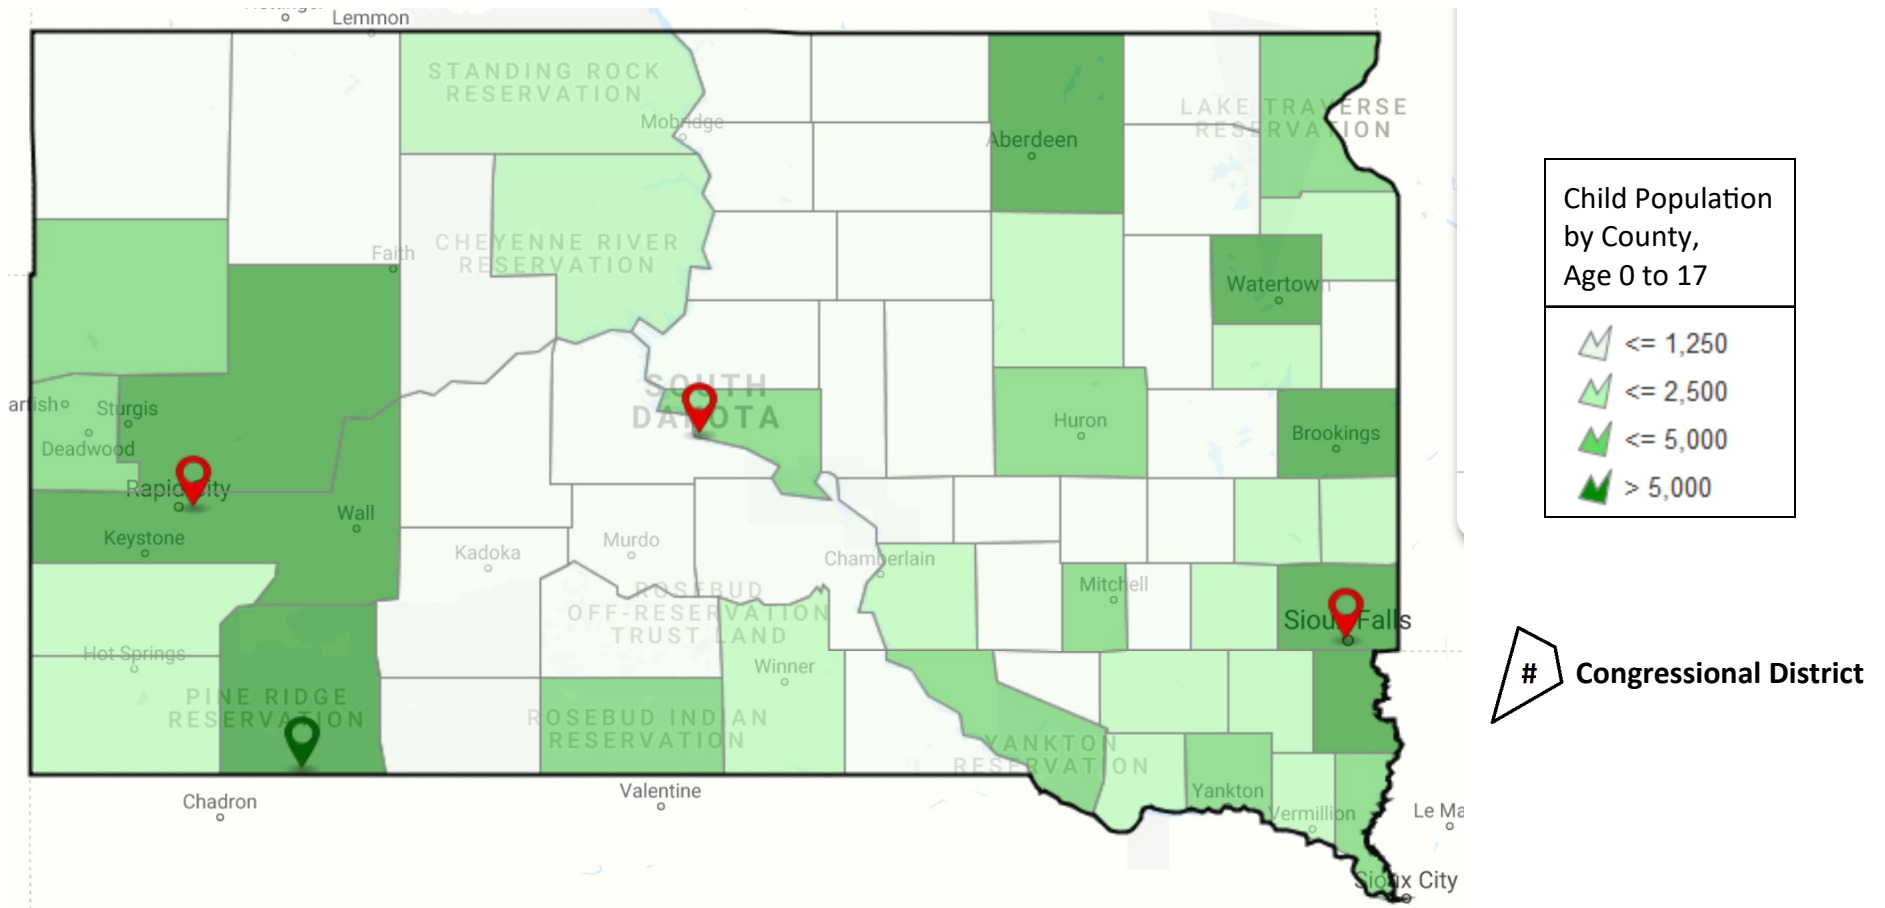 Lemmon
STANDING ROCK
RESERVATION
Mobridge
Aberdeen
LAKE TRAVERSE
RESERVATION
Faith
CHEYENNE RIVER
RESERVATION
Watertown
arfish
Sturgis
Deadwood
SOUTH
DAKOTA
Huron
Brookings
Rapid City
Wall
Keystone
Kadoka
Murdo
Chamberlain
Mitchell
ROSEBUD
OFF-RESERVATION
TRUST LAND
Sioux Falls
Hot Springs
Winner
PINE RIDGE
RESERVATION
ROSEBUD INDIAN
RESERVATION
YANKTON
RESERVATION
Yankton
Vermillion
Chadron
Valentine
Le Ma
Sioux City
Child Population
by County,
Age 0 to 17
<= 1,250
<= 2,500
<= 5,000
> 5,000
# Congressional District